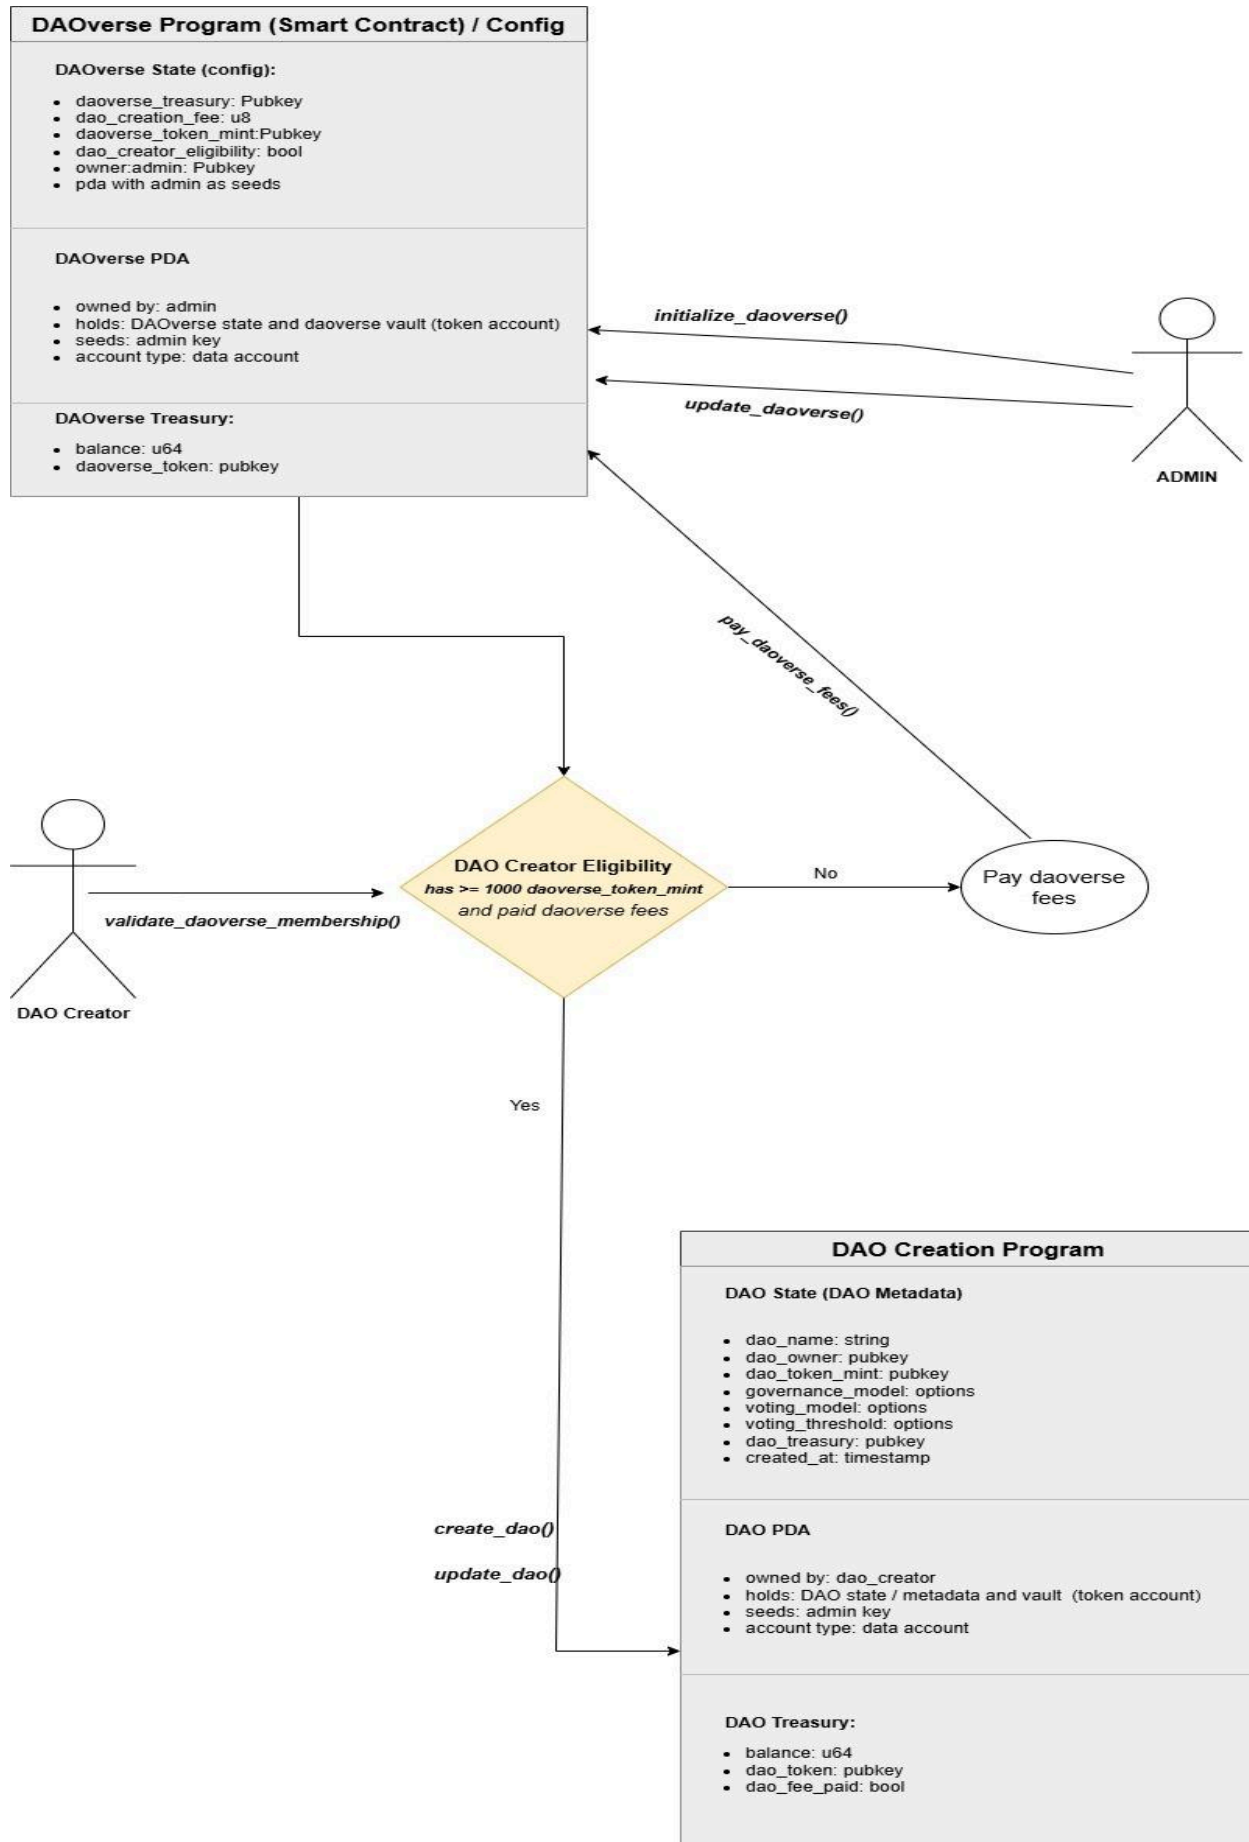 DAOverse Program (Smart Contract) / Config
DAOverse State (config):
• daoverse_treasury: Pubkey
• dao_creation_fee: u8
• daoverse_token_mint:Pubkey
• dao_creator_eligibility: bool
• owner:admin: Pubkey
• pda with admin as seeds
DAOverse PDA
• owned by: admin
• holds: DAOverse state and daoverse vault (token account)
• seeds: admin key
• account type: data account
DAOverse Treasury:
• balance: u64
• daoverse_token: pubkey
initialize_daoverse()
update_daoverse()
ADMIN
pay_daoverse_fees()
DAO Creator Eligibility
has >= 1000 daoverse_token_mint
and paid daoverse fees
No
Pay daoverse
fees
validate_daoverse_membership()
DAO Creator
Yes
create_dao()
update_dao()
DAO Creation Program
DAO State (DAO Metadata)
• dao_name: string
• dao_owner: pubkey
• dao_token_mint: pubkey
• governance_model: options
• voting_model: options
• voting_threshold: options
• dao_treasury: pubkey
• created_at: timestamp
DAO PDA
• owned by: dao_creator
• holds: DAO state / metadata and vault (token account)
• seeds: admin key
• account type: data account
DAO Treasury:
• balance: u64
• dao_token: pubkey
• dao_fee_paid: bool